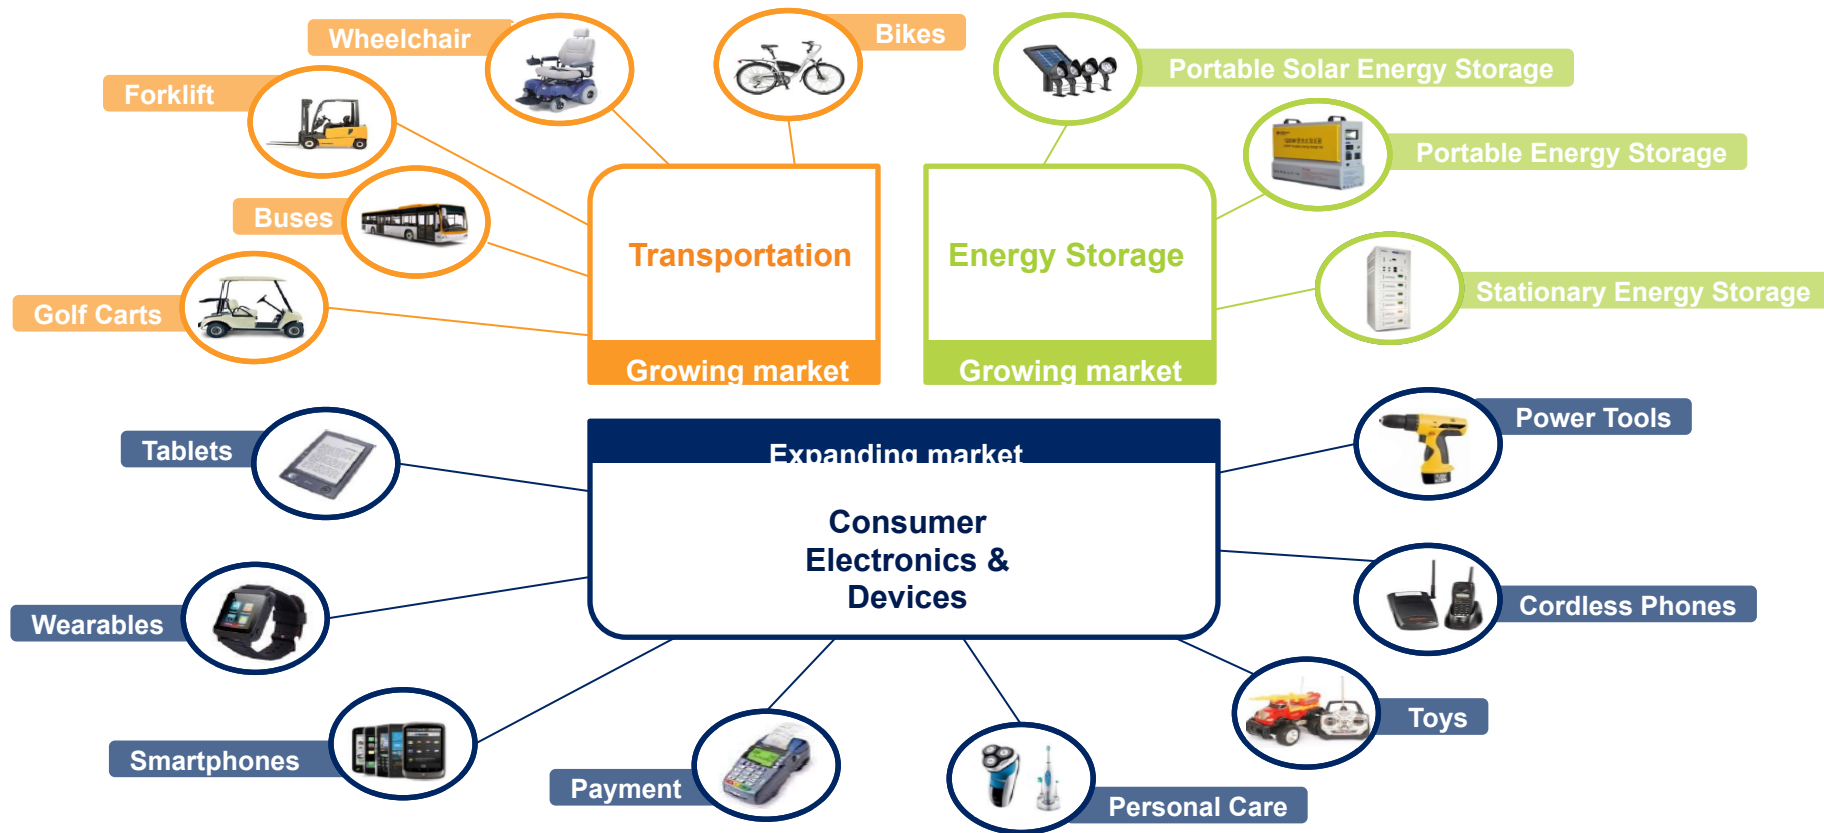 Wheelchair
Bikes
Portable Solar Energy Storage
Forklift
Portable Energy Storage
Buses
Transportation
Energy Storage
Stationary Energy Storage
Golf Carts
Growing market
Growing market
Power Tools
Tablets
Expanding market
Consumer
Electronics &
Devices
Cordless Phones
Wearables
Toys
Smartphones
Payment
Personal Care